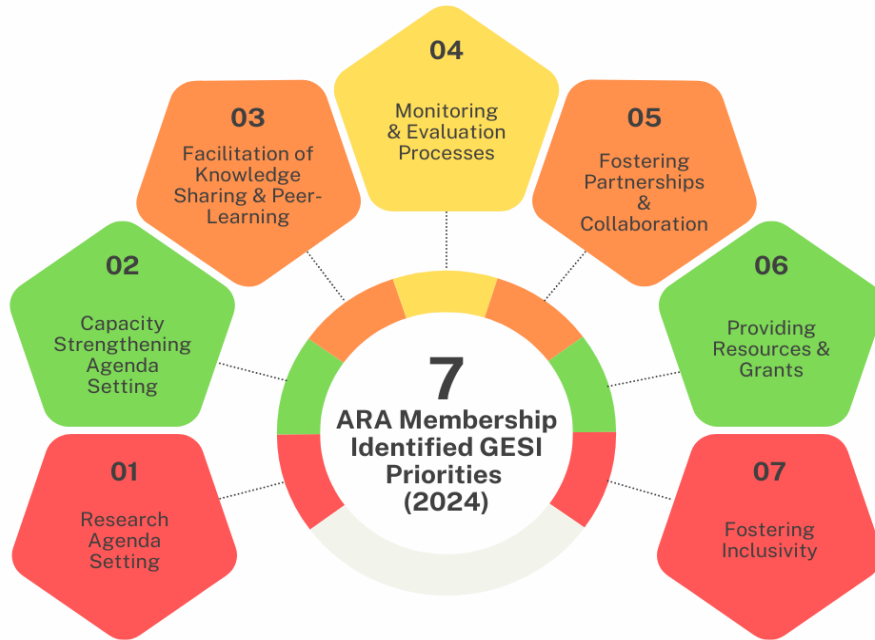 01
Research
Agenda
Setting
02
Capacity
Strengthening
Agenda
Setting
03
Facilitation of
Knowledge
Sharing & Peer-
Learning
04
Monitoring
& Evaluation
Processes
05
Fostering
Partnerships
&
Collaboration
06
Providing
Resources &
Grants
07
Fostering
Inclusivity
7
ARA Membership
Identified GESI
Priorities
(2024)